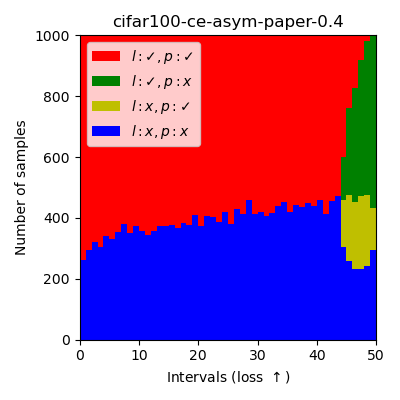 cifar100-ce-asym-paper-0.4
1000
800
600
400
200
0
Number of samples
l:✓,p:✓
l:✓,p:x
l:x,p:✓
l:x,p:x
0 10 20 30 40 50
Intervals (loss ↑)